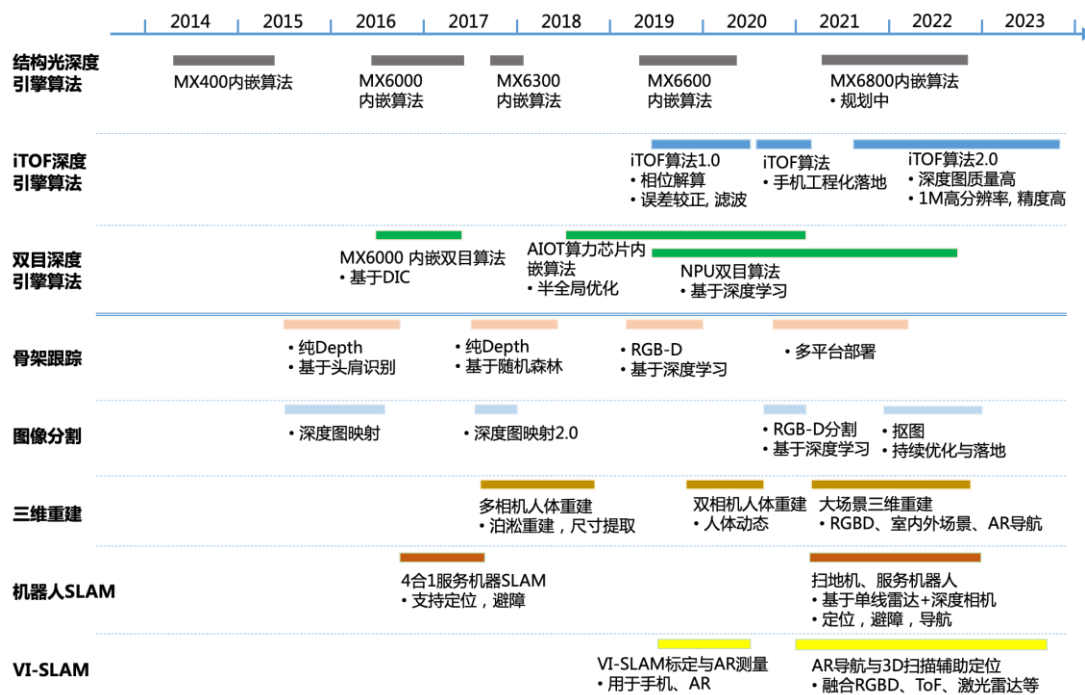 2014 2015 2016 2017 2018 2019 2020 2021 2022 2023
结构光深度
引擎算法
MX400内嵌算法
MX6000
内嵌算法
MX6300
内嵌算法
MX6600
内嵌算法
MX6800内嵌算法
• 规划中
iTOF深度
引擎算法
iTOF算法1.0
• 相位解算
• 误差较正, 滤波
iTOF算法
• 手机工程化落地
iTOF算法2.0
• 深度图质量高
• 1M高分辨率, 精度高
双目深度
引擎算法
MX6000 内嵌双目算法
• 基于DIC
AIOT算力芯片内
嵌算法
• 半全局优化
NPU双目算法
• 基于深度学习
骨架跟踪
• 纯Depth
• 基于头肩识别
• 纯Depth
• 基于随机森林
• RGB-D
• 基于深度学习
• 多平台部署
图像分割
• 深度图映射
• 深度图映射2.0
• RGB-D分割
• 基于深度学习
• 抠图
• 持续优化与落地
三维重建
多相机人体重建
• 泊淞重建，尺寸提取
双相机人体重建
• 人体动态
大场景三维重建
• RGBD、室内外场景、AR导航
机器人SLAM
4合1服务机器SLAM
• 支持定位，避障
扫地机、服务机器人
• 基于单线雷达+深度相机
• 定位，避障，导航
VI-SLAM
VI-SLAM标定与AR测量
• 用于手机、AR
AR导航与3D扫描辅助定位
• 融合RGBD、ToF、激光雷达等